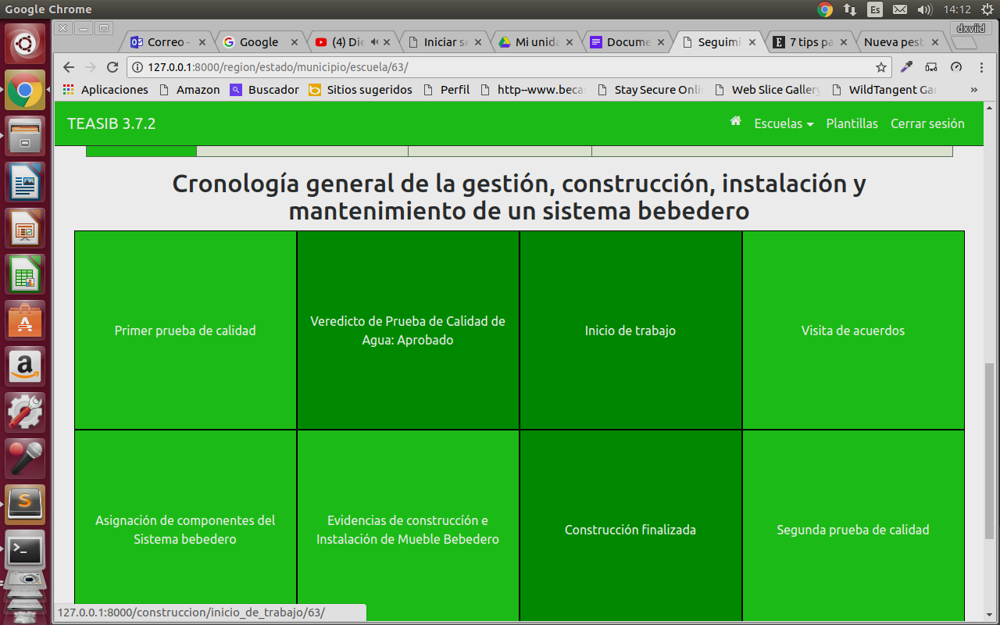 Google Chrome
Es
14:12
dxviid
Correo -
Google
(4) Die
Iniciar se
Mi unida
Docume
Seguimi
7 tips pa
Nueva pest
127.0.0.1:8000/region/estado/municipio/escuela/63/
Aplicaciones
Amazon
Buscador
Sitios sugeridos
Perfil
http--www.beca
Stay Secure Onli
Web Slice Gallery
WildTangent Gar
»
TEASIB 3.7.2
Escuelas
Plantillas
Cerrar sesión
Cronología general de la gestión, construcción, instalación y
mantenimiento de un sistema bebedero
Primer prueba de calidad
Veredicto de Prueba de Calidad de
Agua: Aprobado
Inicio de trabajo
Visita de acuerdos
Asignación de componentes del
Sistema bebedero
Evidencias de construccíón e
Instalación de Mueble Bebedero
Construcción finalizada
Segunda prueba de calidad
127.0.0.1:8000/construccion/inicio_de_trabajo/63/